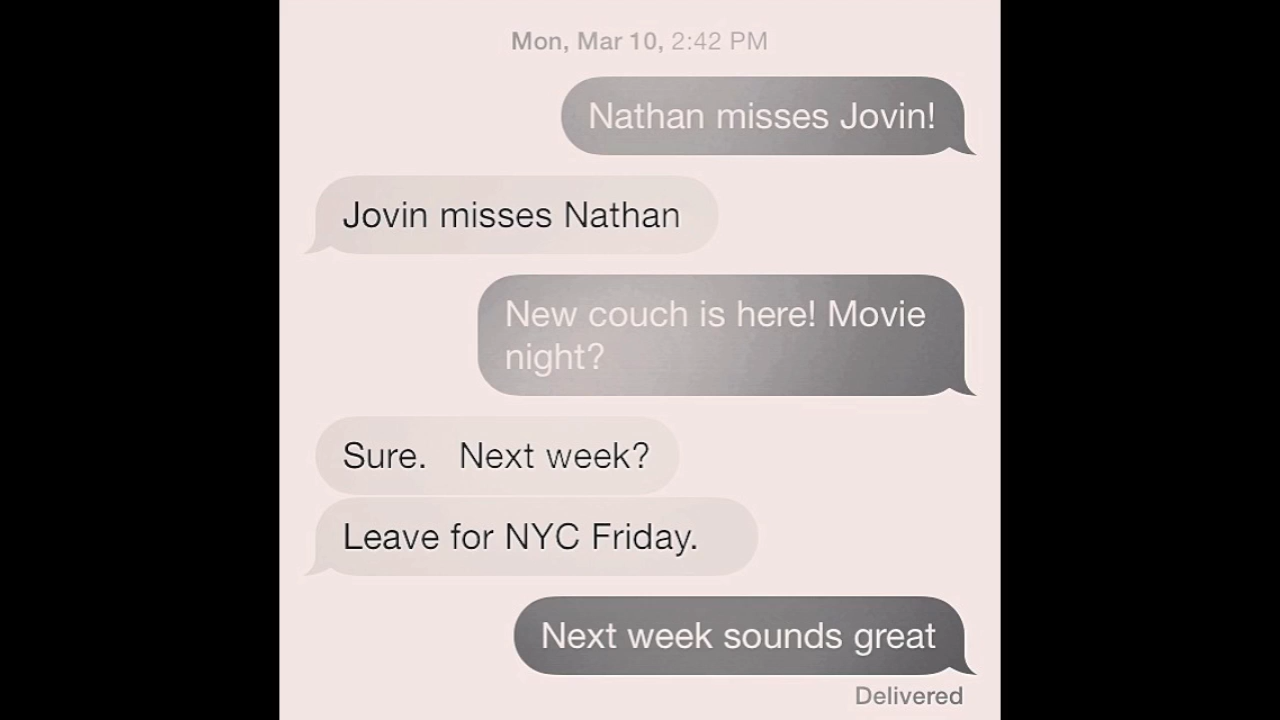 Mon, Mar 10, 2:42 PM
Nathan misses Jovin!
Jovin misses Nathan
New couch is here! Movie
night?
Sure.   Next week?
Leave for NYC Friday.
Next week sounds great
Delivered